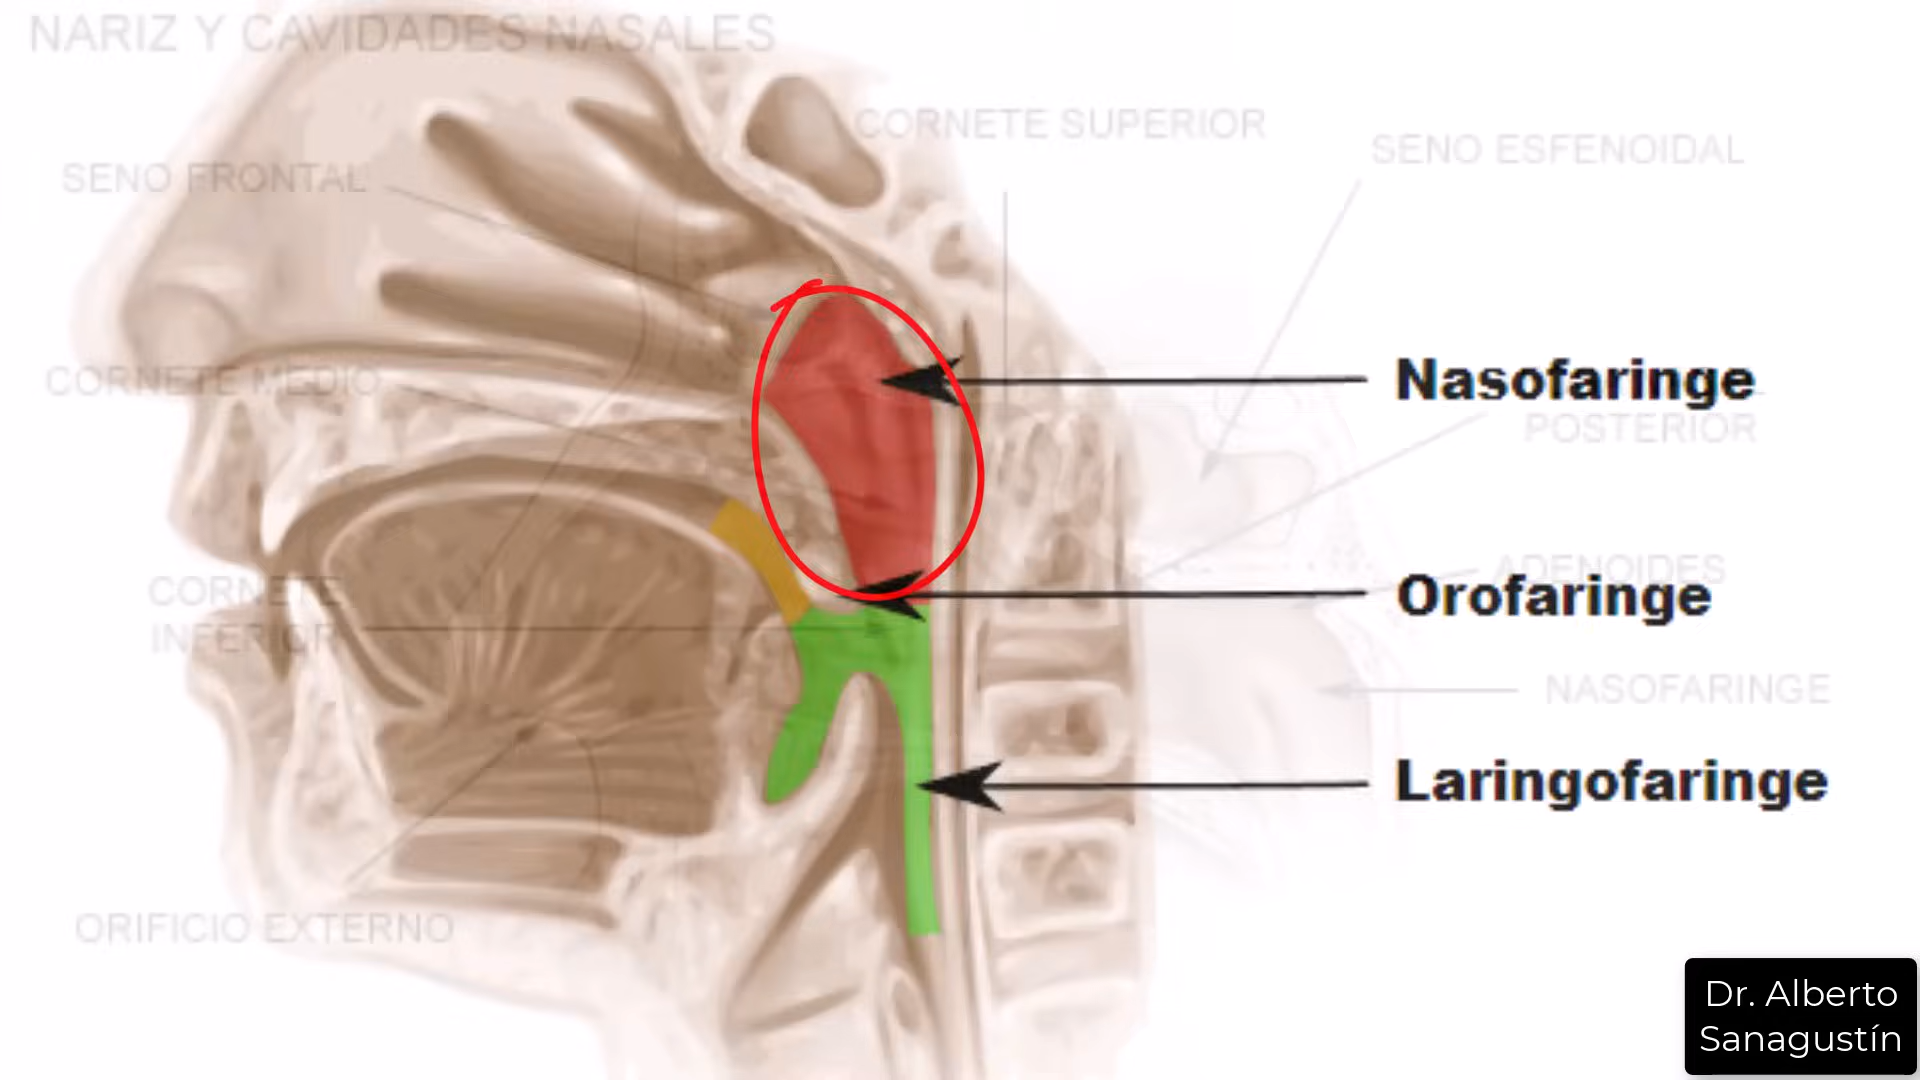 NARIZ Y CAVIDADES NASALES
CORNETE SUPERIOR
SENO ESFENOIDAL
SENO FRONTAL
CORNETE MEDIO
Nasofaringe
POSTERIOR
ADENOIDES
CORNETE
INFERIOR
Orofaringe
NASOFARINGE
Laringofaringe
ORIFICIO EXTERNO
Dr. Alberto
Sanagustín